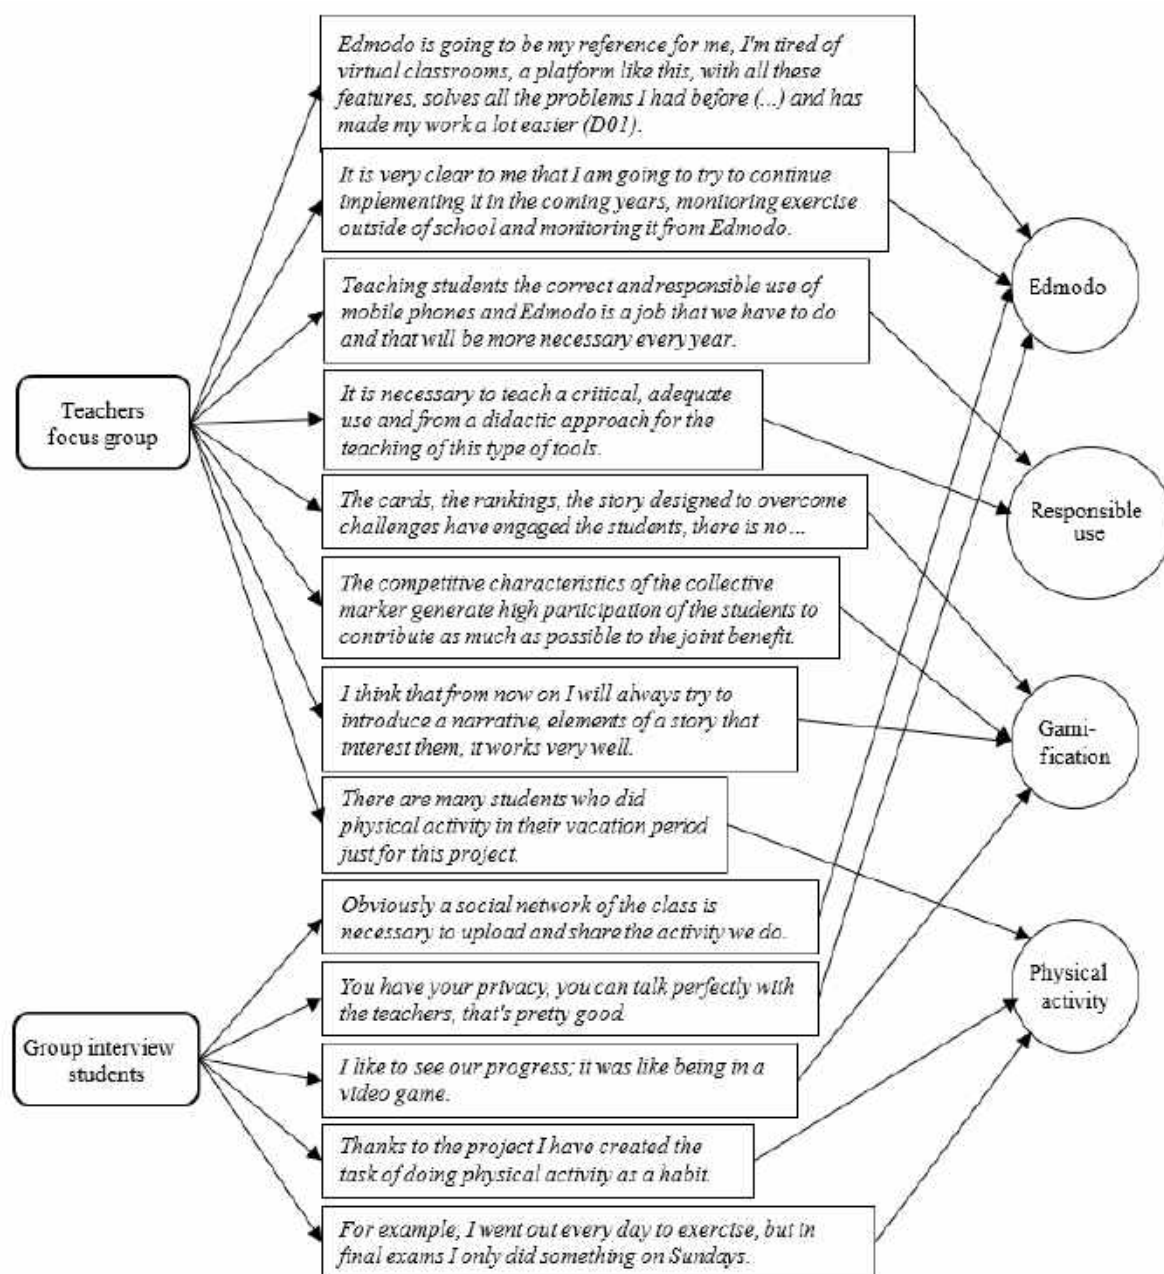 Edmodo is going to be my reference for me, I'm tired of
virtual classrooms, a platform like this, with all these
features, solves all the problems I had before (...) and has
made my work a lot easier (D01).
It is very clear to me that I am going to try to continue
implementing it in the coming years, monitoring exercise
outside of school and monitoring it from Edmodo.
Teaching students the correct and responsible use of
mobile phones and Edmodo is a job that we have to do
and that will be more necessary every year.
It is necessary to teach a critical, adequate
use and from a didactic approach for the
teaching of this type of tools.
The cards, the rankings, the story designed to overcome
challenges have engaged the students, there is no...
The competitive characteristics of the collective
marker generate high participation of the students to
contribute as much as possible to the joint benefit.
I think that from now on I will always try to
introduce a narrative, elements of a story that
interest them, it works very well.
There are many students who did
physical activity in their vacation period
just for this project.
Obviously a social network of the class is
necessary to upload and share the activity we do.
You have your privacy, you can talk perfectly with
the teachers, that's pretty good.
I like to see our progress; it was like being in a
video game.
Thanks to the project I have created the
task of doing physical activity as a habit.
For example, I went out every day to exercise, but in
final exams I only did something on Sundays.
Teachers
focus group
Group interview
students
Edmodo
Responsible
use
Gami-
fication
Physical
activity